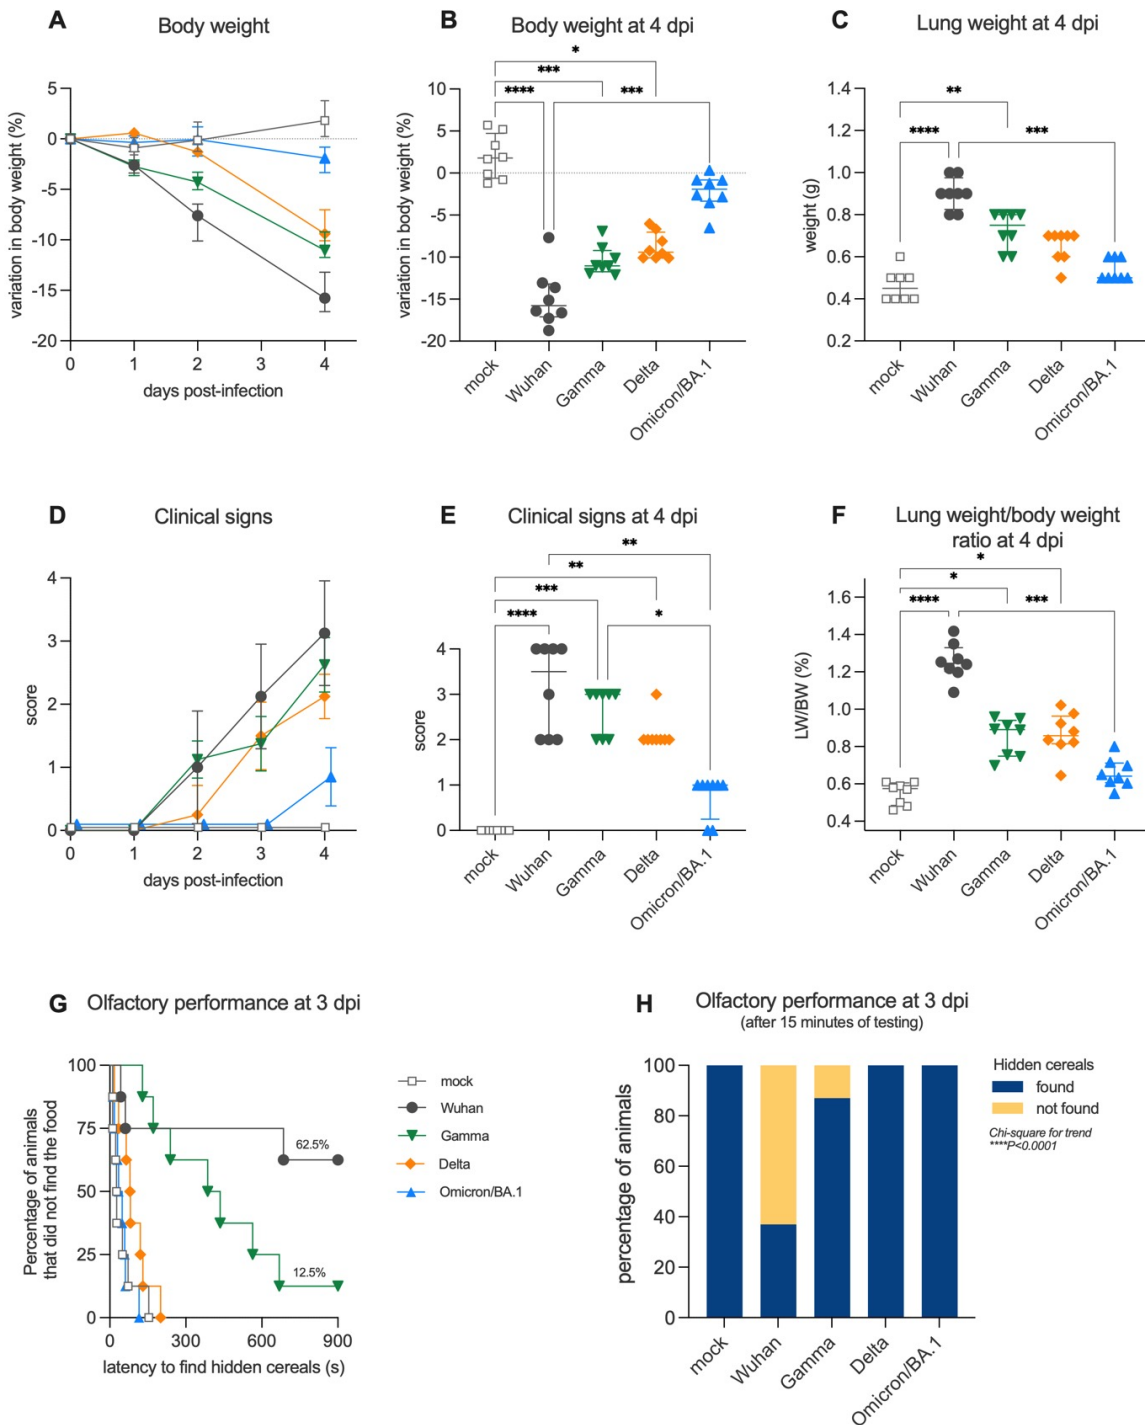 A Body weight
variation in body weight (%)
5
0
-5
-10
-15
-20
0 1 2 3 4
days post-infection
B Body weight at 4 dpi
*
***
**** ***
variation in body weight (%)
10
5
0
-5
-10
-15
-20
mock Wuhan Gamma Delta Omicron/BA.1
C Lung weight at 4 dpi
**
**** ***
weight (g)
1.4
1.2
1.0
0.8
0.6
0.4
0.2
mock Wuhan Gamma Delta Omicron/BA.1
D Clinical signs
score
4
3
2
1
0
0 1 2 3 4
days post-infection
E Clinical signs at 4 dpi
**
**
***
**** *
score
4
3
2
1
0
mock Wuhan Gamma Delta Omicron/BA.1
F Lung weight/body weight
ratio at 4 dpi
*
*
**** ***
LW/BW (%)
1.6
1.4
1.2
1.0
0.8
0.6
0.4
mock Wuhan Gamma Delta Omicron/BA.1
G Olfactory performance at 3 dpi
Percentage of animals
that did not find the food
100
75
50
25
0
62.5%
12.5%
0 300 600 900
latency to find hidden cereals (s)
mock
Wuhan
Gamma
Delta
Omicron/BA.1
H Olfactory performance at 3 dpi
(after 15 minutes of testing)
percentage of animals
100
80
60
40
20
0
mock Wuhan Gamma Delta Omicron/BA.1
Hidden cereals
found
not found
Chi-square for trend
****P<0.0001